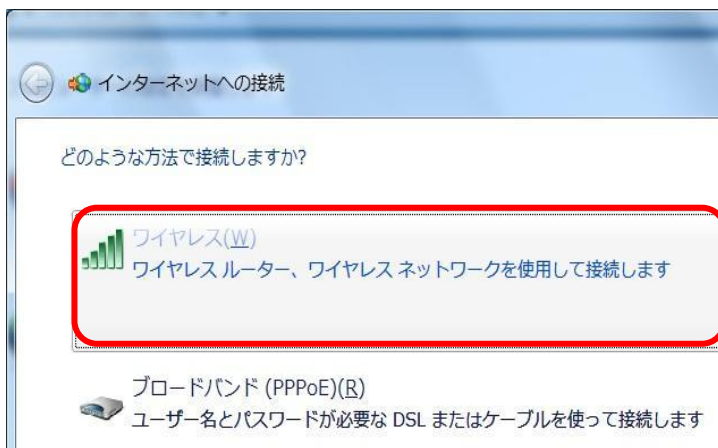 インターネットへの接続
どのような方法で接続しますか?
ワイヤレス(W)
ワイヤレス ルーター、ワイヤレス ネットワークを使用して接続します
ブロードバンド (PPPoE)(R)
ユーザー名とパスワードが必要な DSL またはケーブルを使って接続します